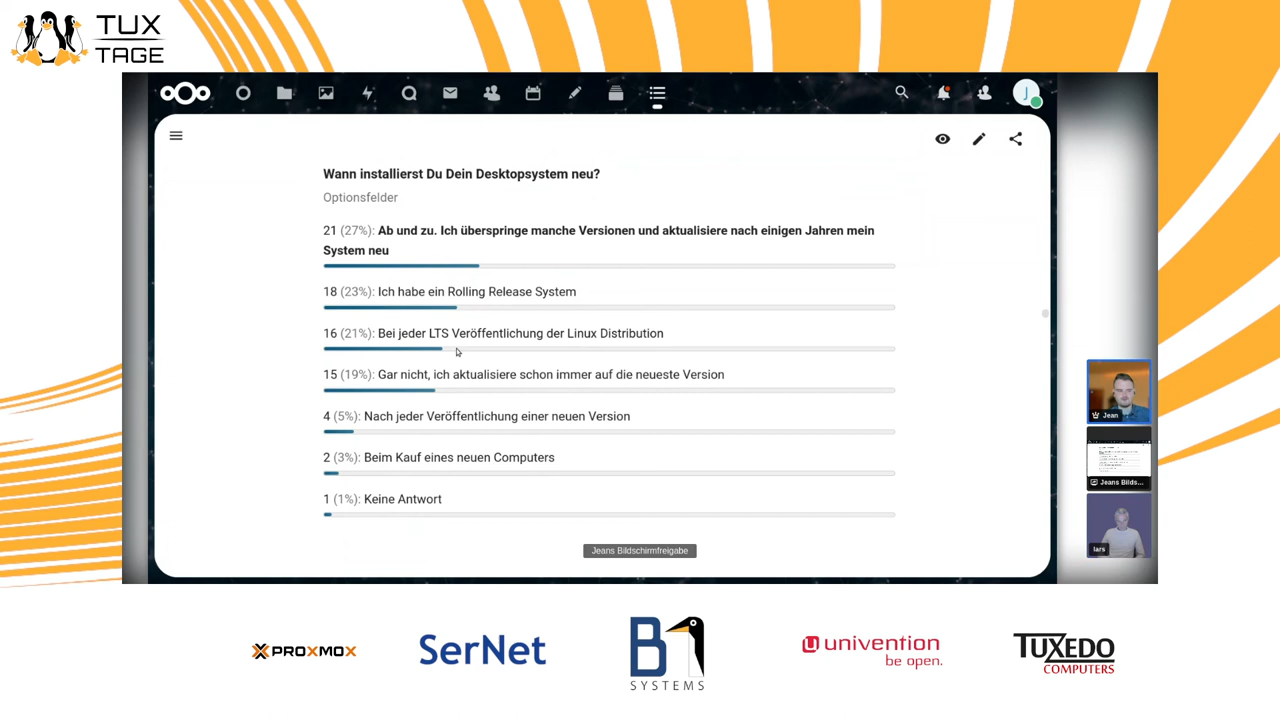 TUX
TAGE
J
Wann installierst Du Dein Desktopsystem neu?
Optionsfelder
21 (27%): Ab und zu. Ich überspringe manche Versionen und aktualisiere nach einigen Jahren mein
System neu
18 (23%): Ich habe ein Rolling Release System
16 (21%): Bei jeder LTS Veröffentlichung der Linux Distribution
15 (19%): Gar nicht, ich aktualisiere schon immer auf die neueste Version
4 (5%): Nach jeder Veröffentlichung einer neuen Version
2 (3%): Beim Kauf eines neuen Computers
1 (1%): Keine Antwort
Jean
Jeans Bilds...
lars
Jeans Bildschirmfreigabe
PROXMOX
SerNet
B1
SYSTEMS
univention
be open.
TUXEDO
COMPUTERS